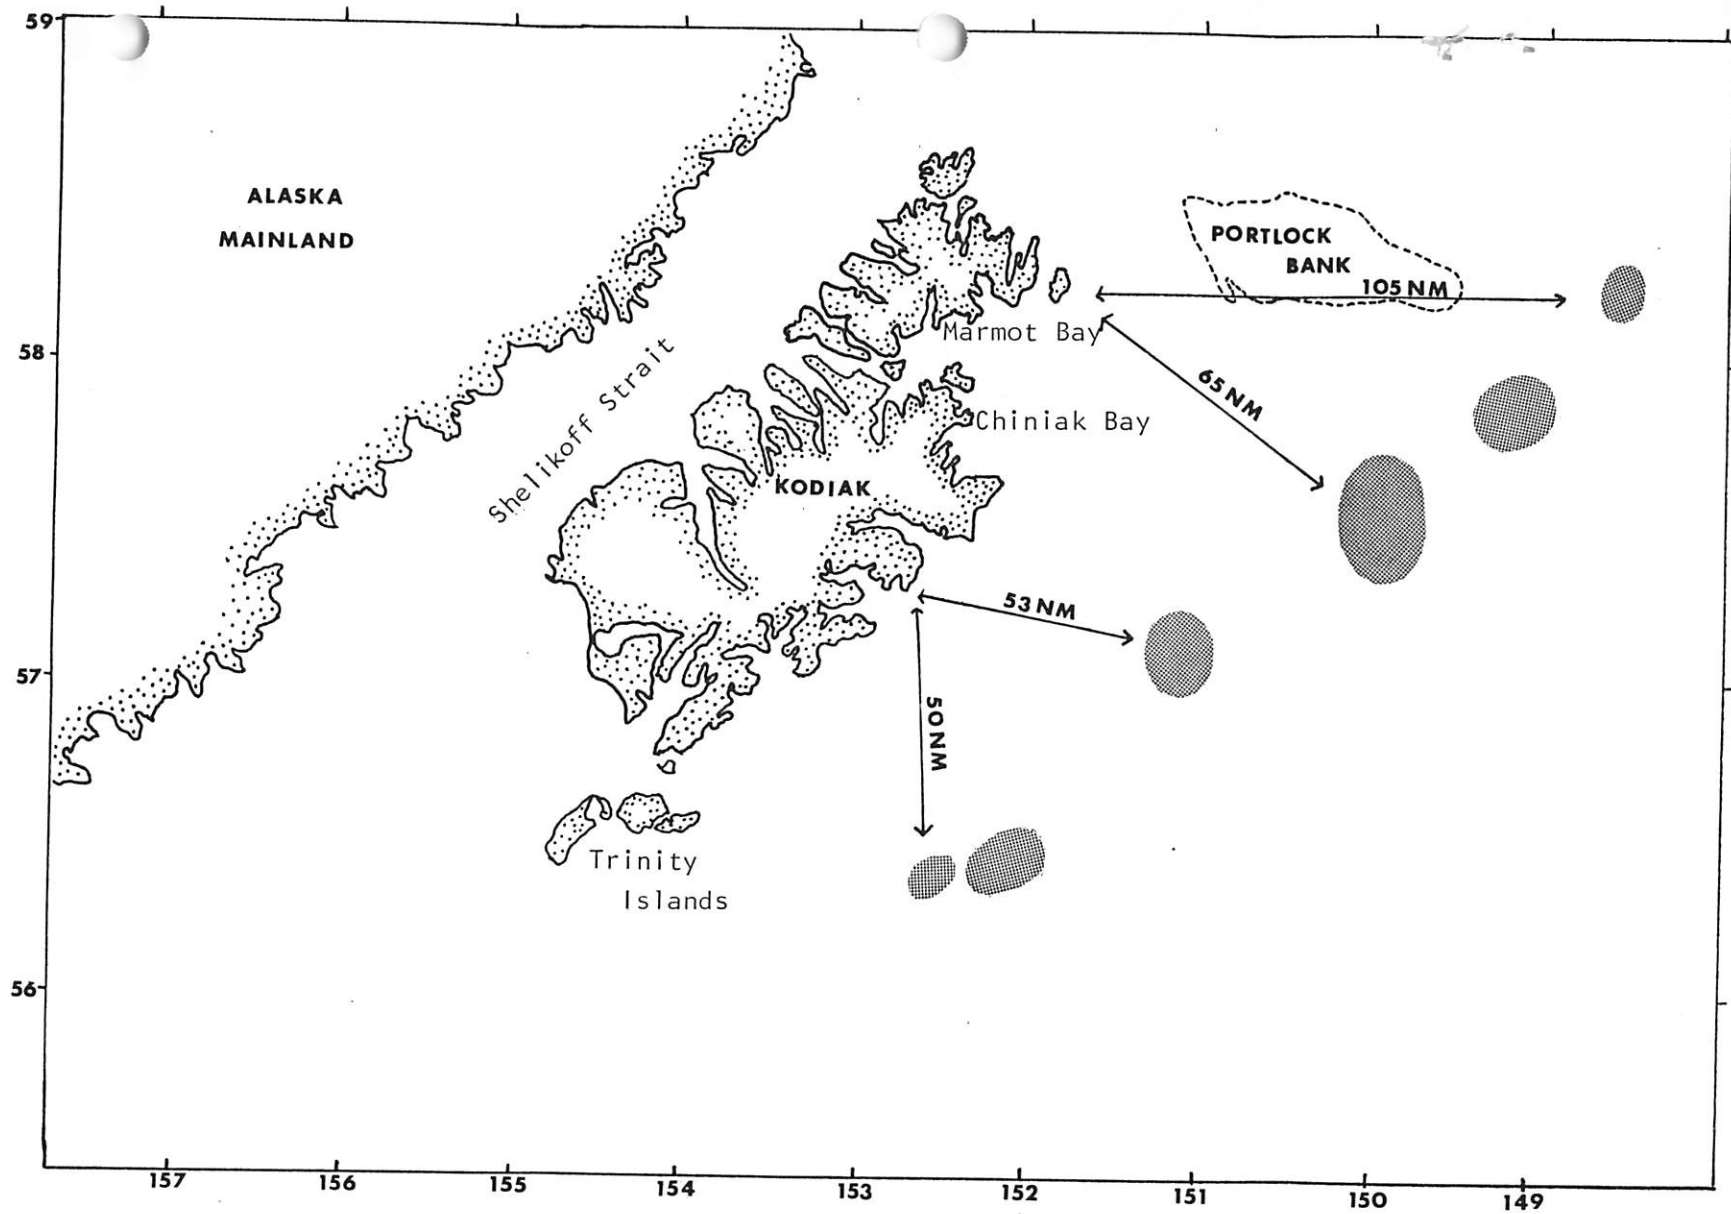 59
ALASKA
MAINLAND
PORTLOCK
BANK
105 NM
Marmot Bay
58
65 NM
Shelikoff Strait
Chiniak Bay
KODIAK
53 NM
57
50 NM
Trinity
Islands
56
157 156 155 154 153 152 151 150 149